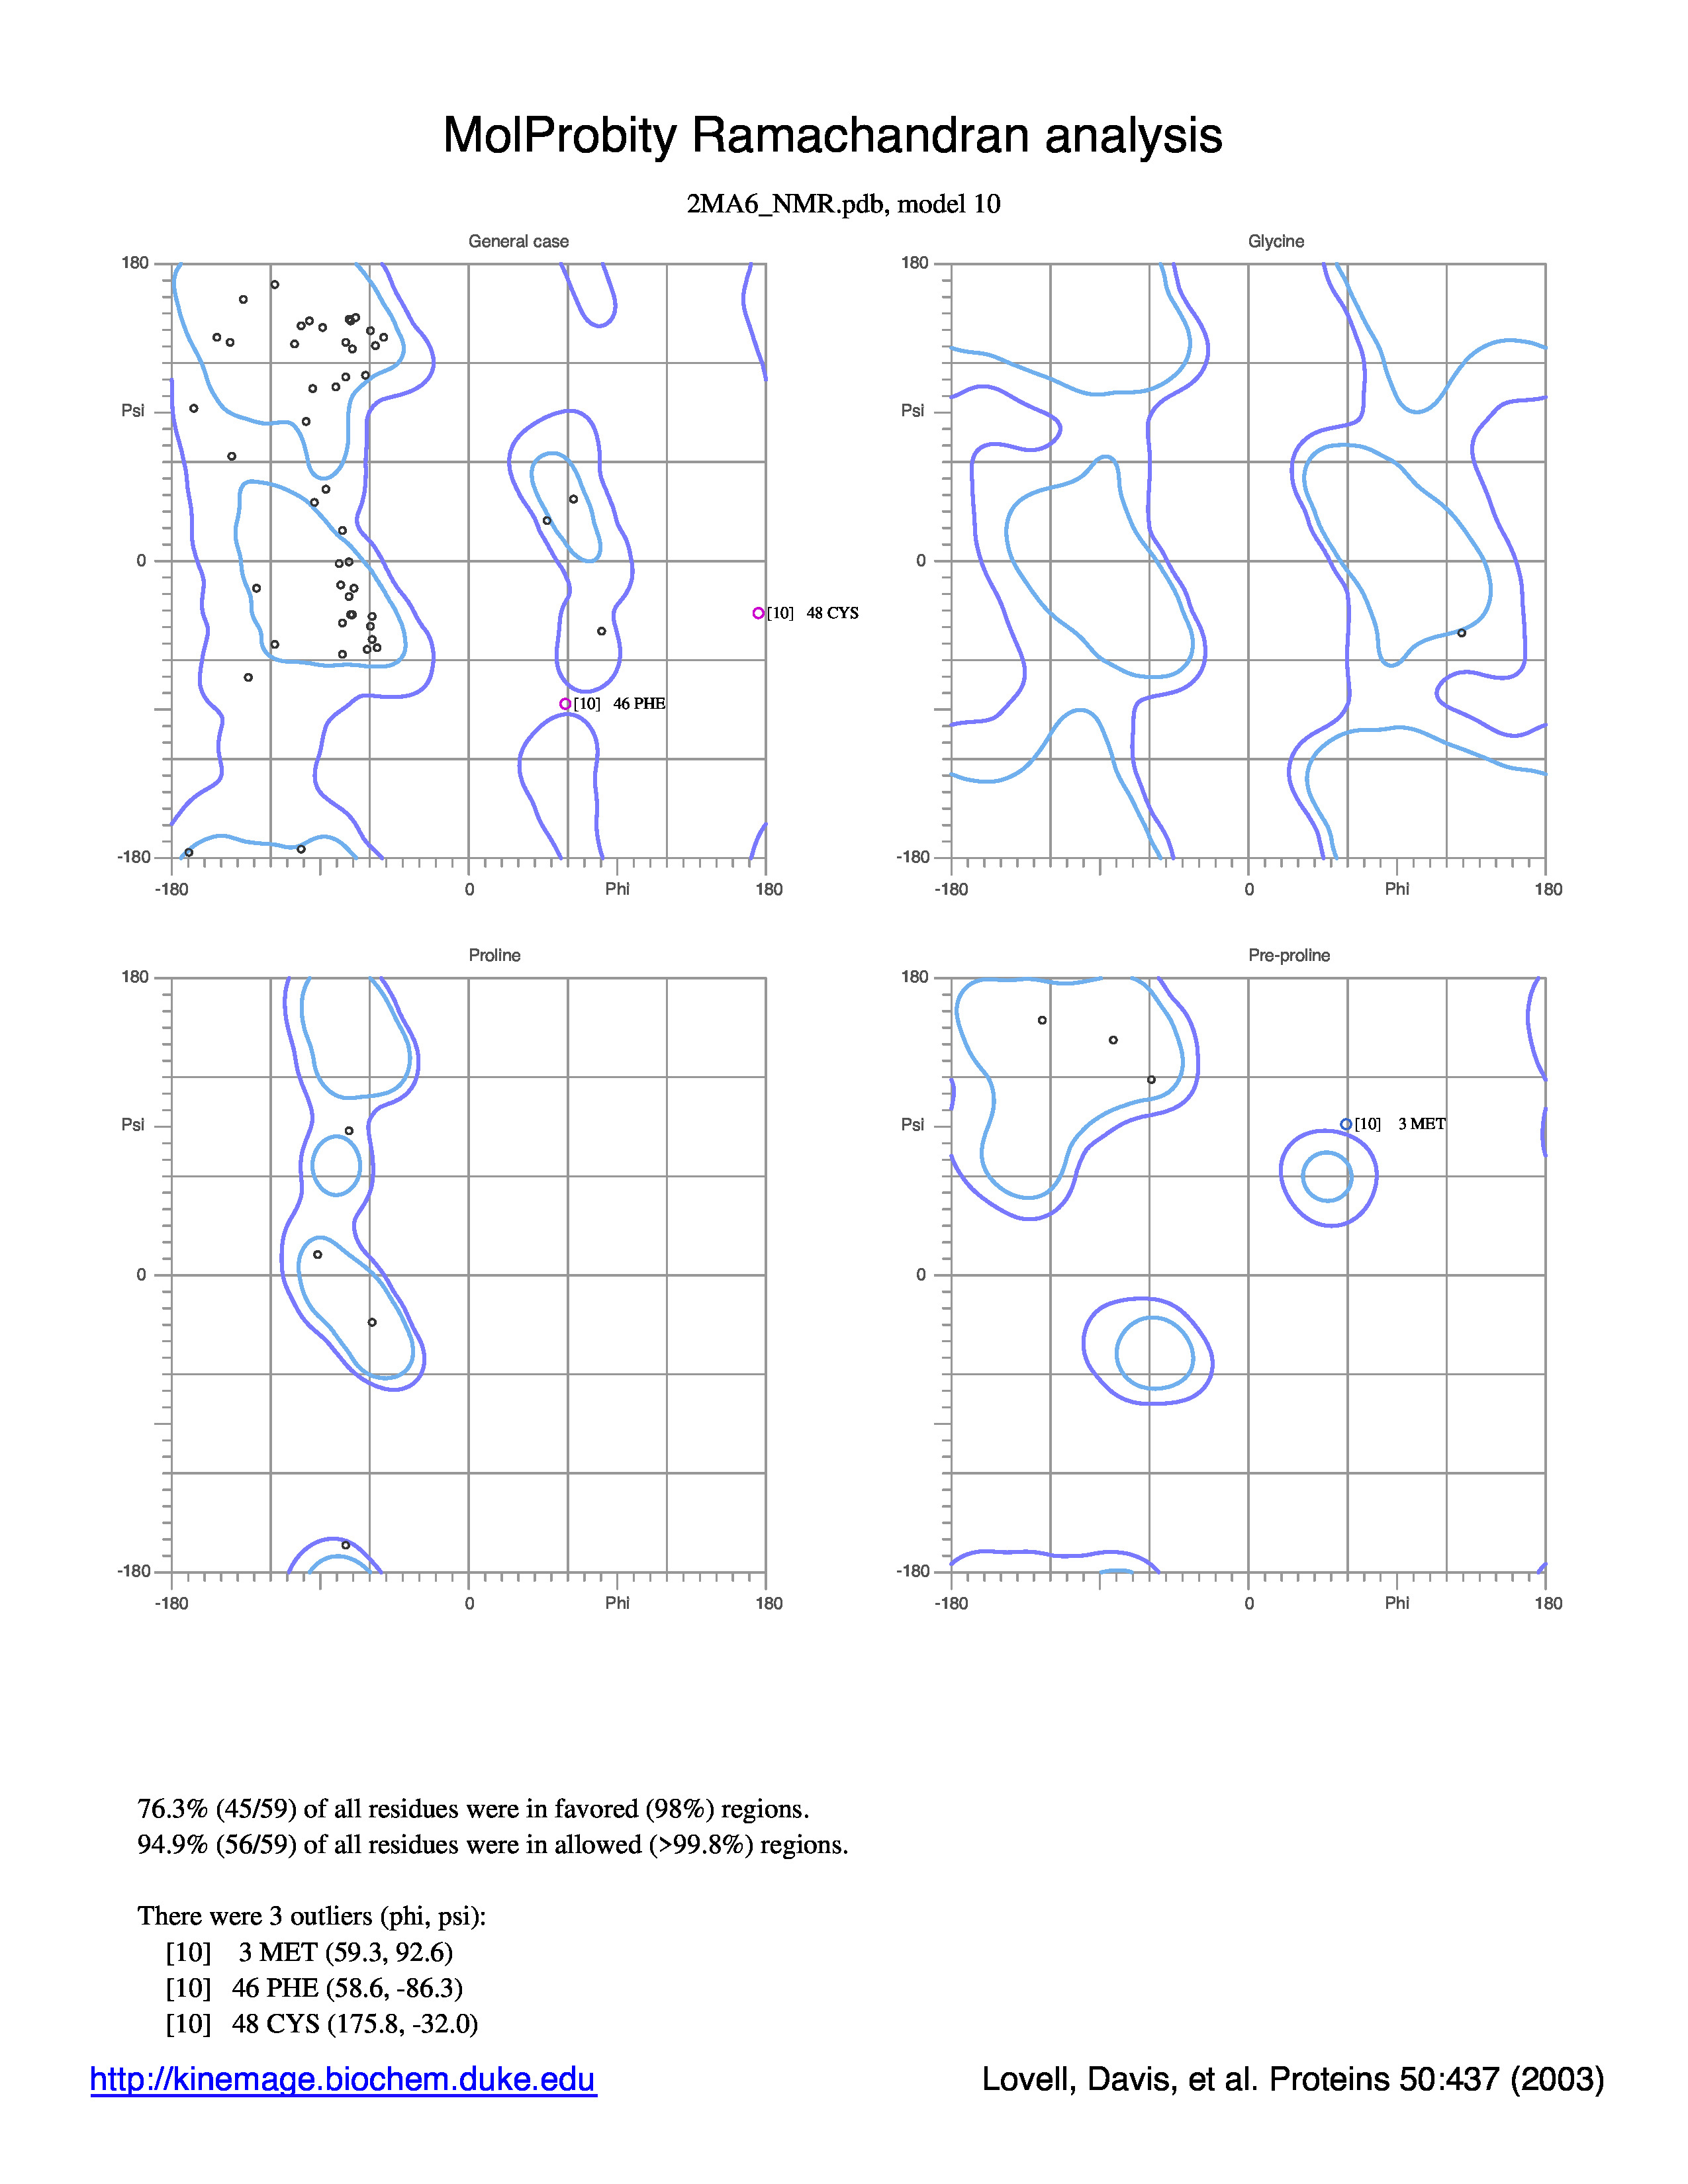 MolProbity Ramachandran analysis
2MA6_NMR.pdb, model 10
General case
180
Psi
0
-180
-180
0
Phi
180
[10] 48 CYS
[10] 46 PHE
Glycine
180
Psi
0
-180
-180
0
Phi
180
Proline
180
Psi
0
-180
-180
0
Phi
180
Pre-proline
180
Psi
0
-180
-180
0
Phi
180
[10] 3 MET
76.3% (45/59) of all residues were in favored (98%) regions.
94.9% (56/59) of all residues were in allowed (>99.8%) regions.
There were 3 outliers (phi, psi):
[10] 3 MET (59.3, 92.6)
[10] 46 PHE (58.6, -86.3)
[10] 48 CYS (175.8, -32.0)
http://kinemage.biochem.duke.edu
Lovell, Davis, et al. Proteins 50:437 (2003)